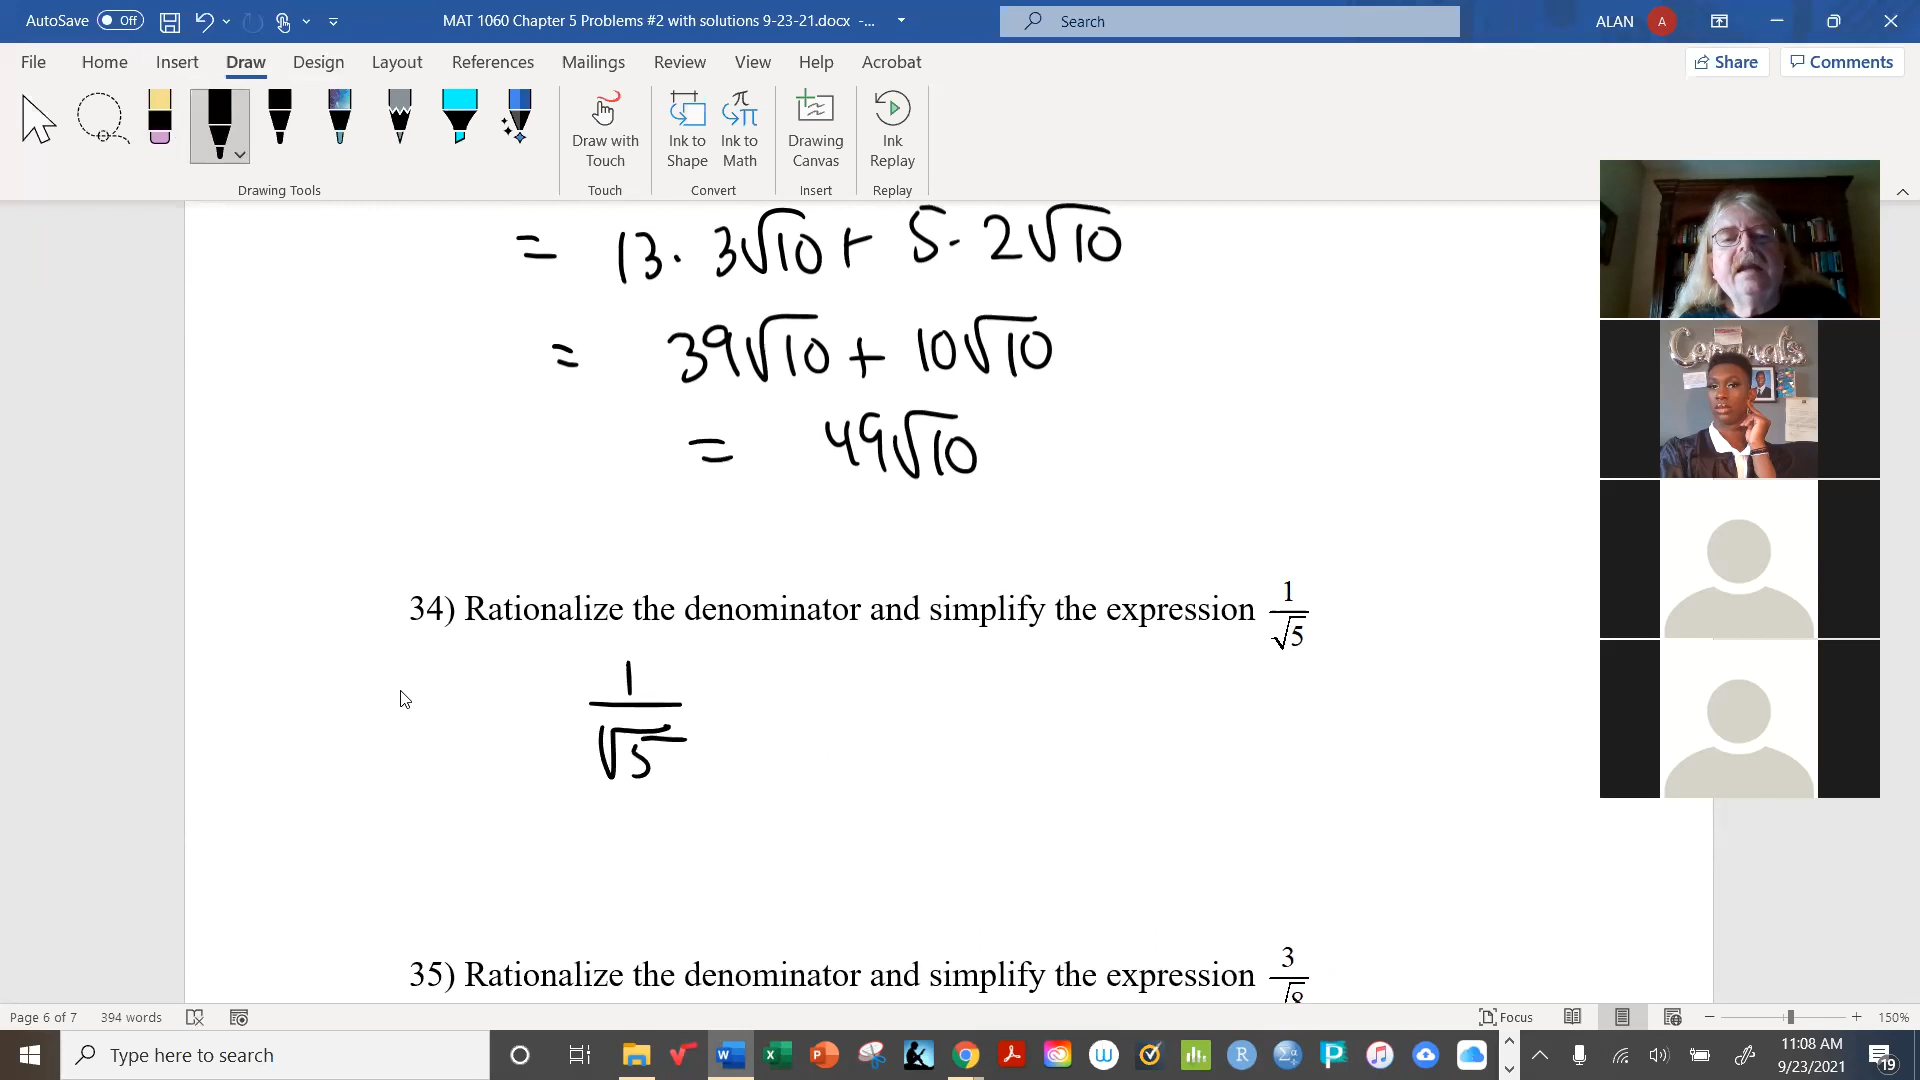 AutoSave Off MAT 1060 Chapter 5 Problems #2 with solutions 9-23-21.docx -... Search ALAN A
File Home Insert Draw Design Layout References Mailings Review View Help Acrobat Share Comments
Draw with Touch
Ink to Shape
Ink to Math
Drawing Canvas
Ink Replay
Drawing Tools Touch Convert Insert Replay
= 13 · 3√10 + 5 · 2√10
= 39√10 + 10√10
= 49√10
34) Rationalize the denominator and simplify the expression 1/√5
1/√5
35) Rationalize the denominator and simplify the expression 3/√8
Page 6 of 7 394 words Focus 150%
Type here to search 11:08 AM
9/23/2021 19